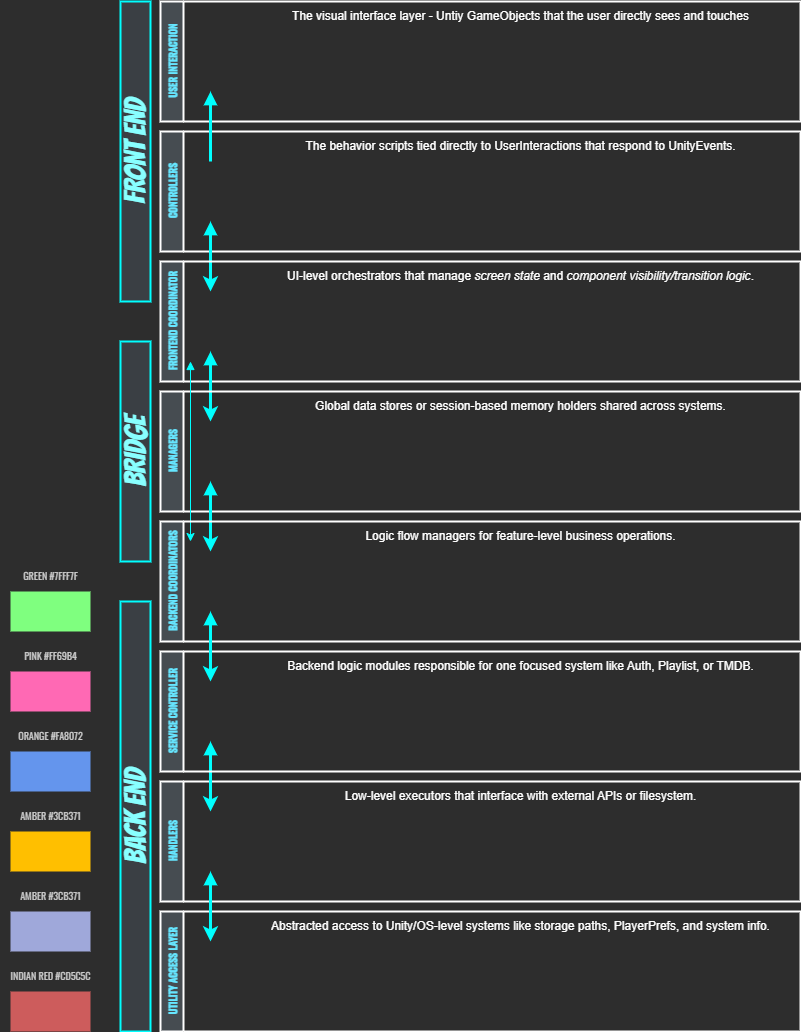 FRONT END
USER INTERACTION
The visual interface layer - Untiy GameObjects that the user directly sees and touches
CONTROLLERS
The behavior scripts tied directly to UserInteractions that respond to UnityEvents.
FRONTEND COORDINATOR
UI-level orchestrators that manage screen state and component visibility/transition logic.
BRIDGE
MANAGERS
Global data stores or session-based memory holders shared across systems.
BACKEND COORDINATORS
Logic flow managers for feature-level business operations.
BACK END
SERVICE CONTROLLER
Backend logic modules responsible for one focused system like Auth, Playlist, or TMDB.
HANDLERS
Low-level executors that interface with external APIs or filesystem.
UTILITY ACCESS LAYER
Abstracted access to Unity/OS-level systems like storage paths, PlayerPrefs, and system info.
GREEN #7FFF7F
PINK #FF69B4
ORANGE #FA8072
AMBER #3CB371
AMBER #3CB371
INDIAN RED #CD5C5C